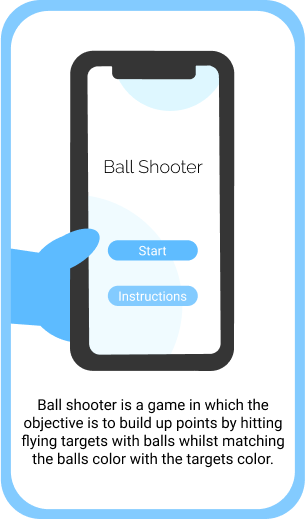 Ball Shooter
Start
Instructions
Ball shooter is a game in which the
objective is to build up points by hitting
flying targets with balls whilst matching
the balls color with the targets color.